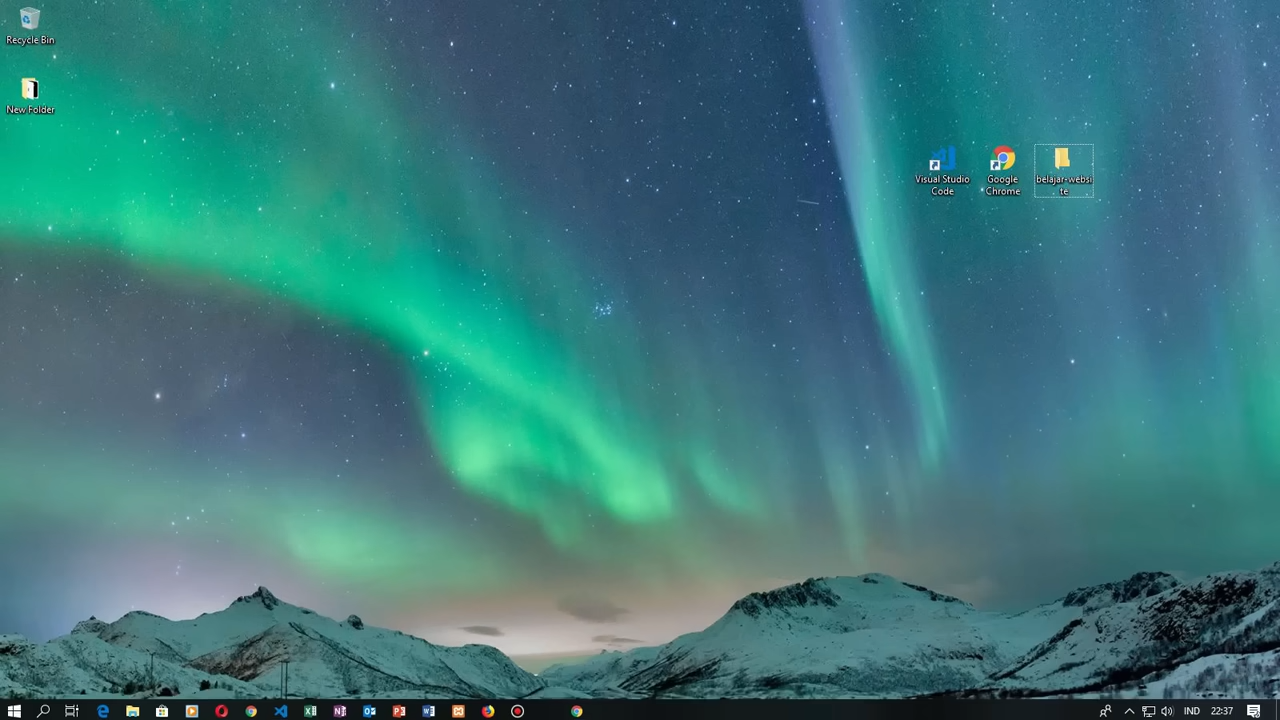 Recycle Bin
New Folder
Visual Studio
Code
Google
Chrome
belajar-websi
te
IND
22:37